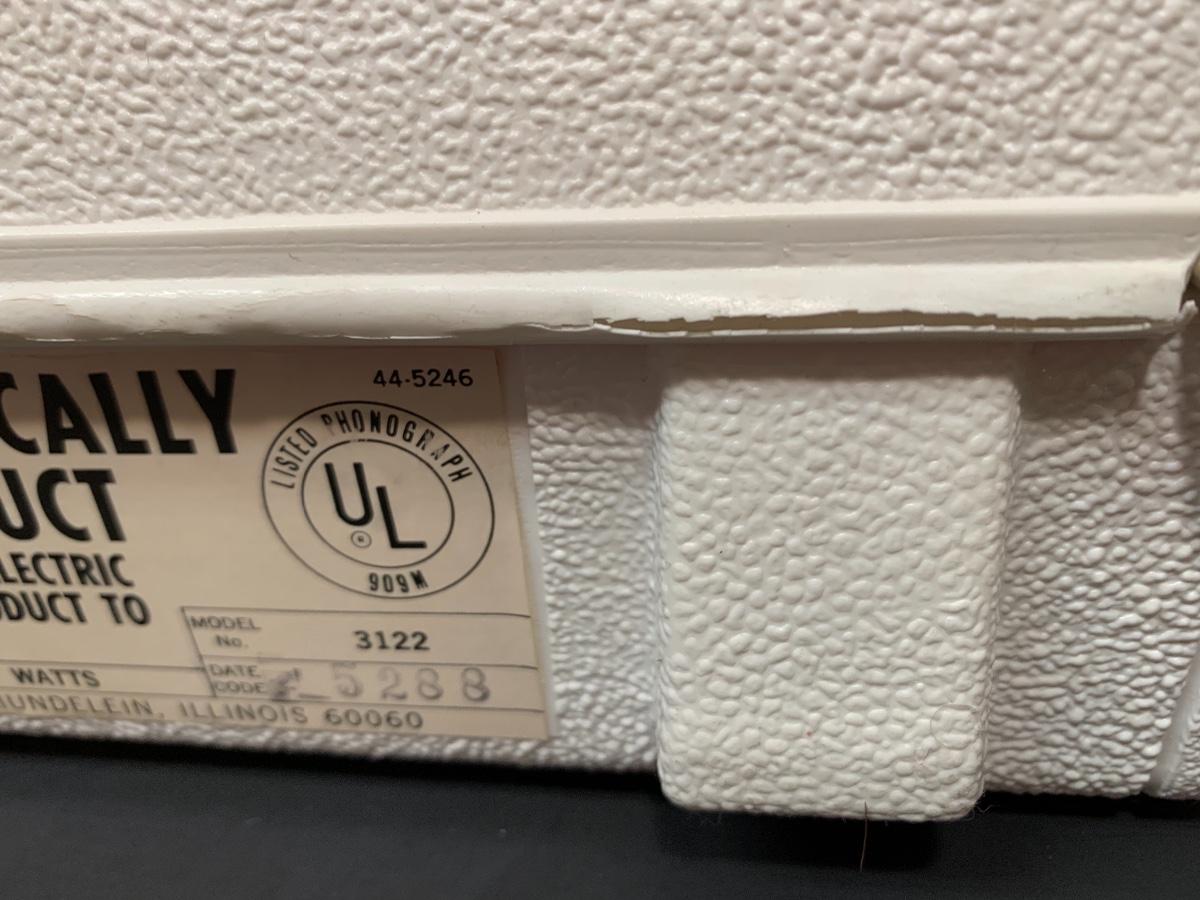 CALLY
44-5246
UCT
LISTED PHONOGRAPH
UL
®
909M
LECTRIC
DUCT TO
MODEL
No.
3122
WATTS
DATE
CODE
5288
MUNDELEIN, ILLINOIS 60060